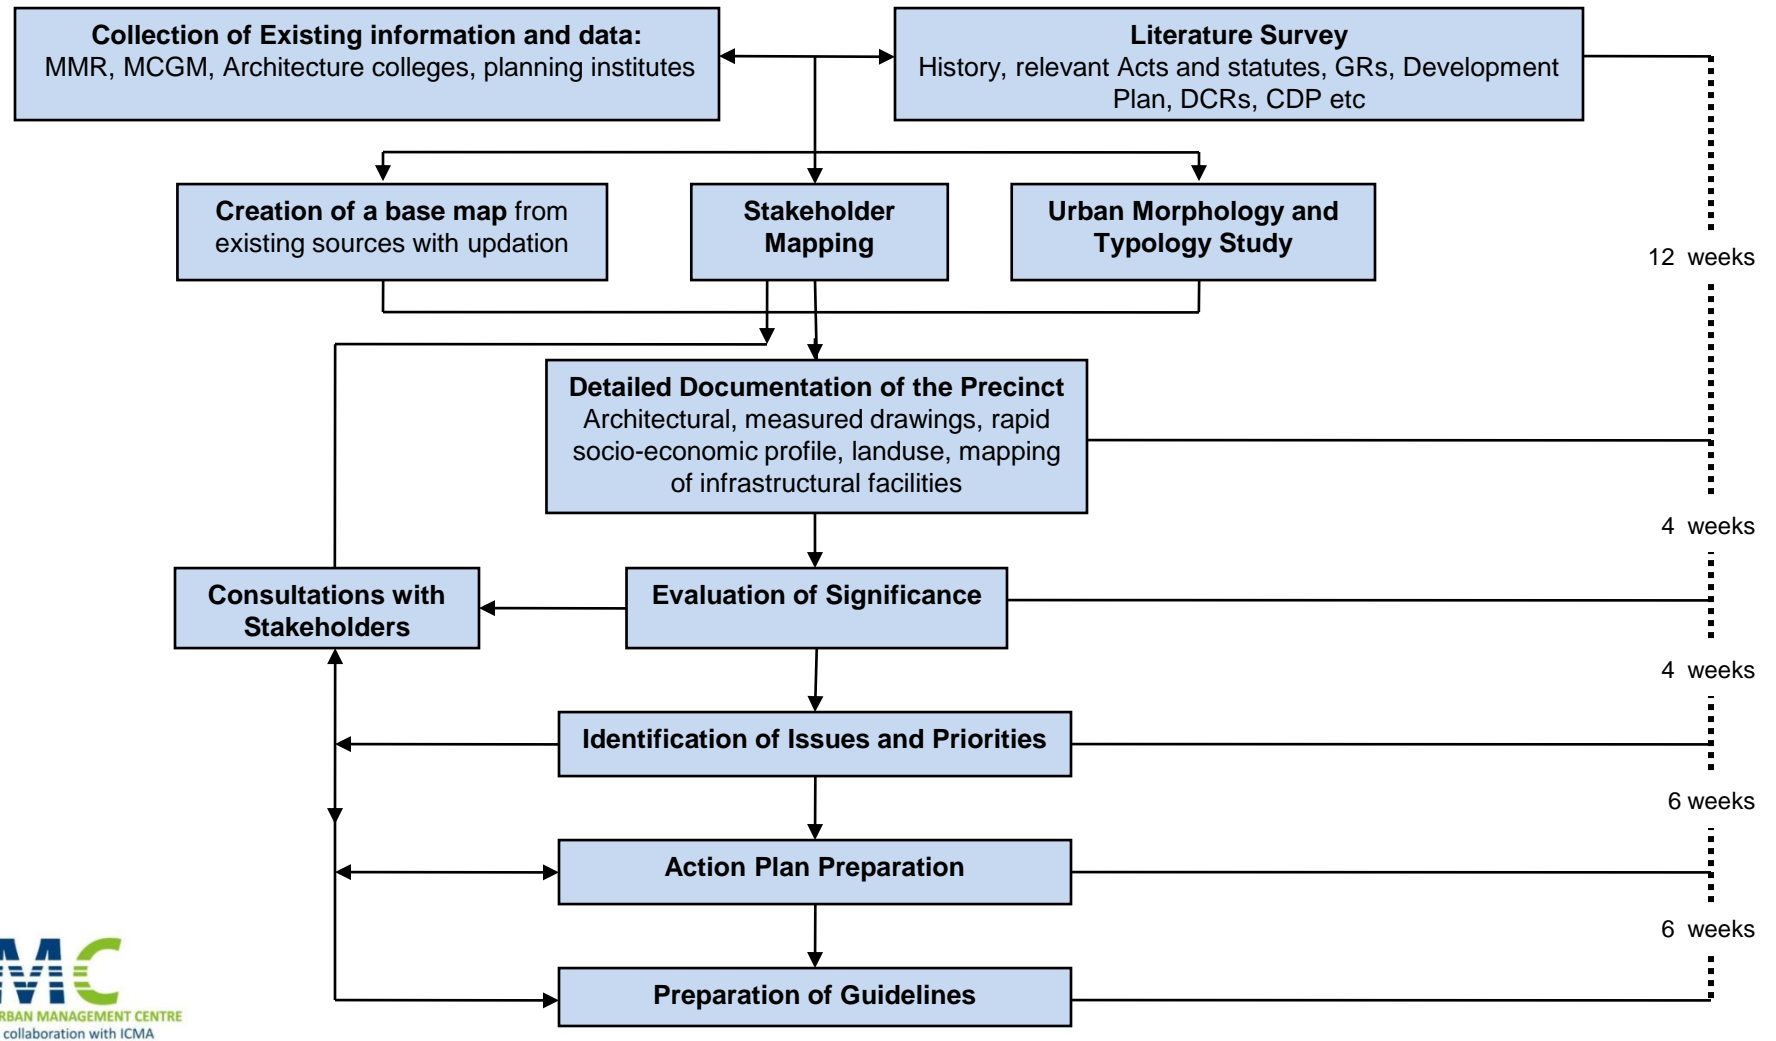 Collection of Existing information and data:
MMR, MCGM, Architecture colleges, planning institutes
Literature Survey
History, relevant Acts and statutes, GRs, Development
Plan, DCRs, CDP etc
Creation of a base map from
existing sources with updation
Stakeholder
Mapping
Urban Morphology and
Typology Study
12 weeks
Detailed Documentation of the Precinct
Architectural, measured drawings, rapid
socio-economic profile, landuse, mapping
of infrastructural facilities
4 weeks
Consultations with
Stakeholders
Evaluation of Significance
4 weeks
Identification of Issues and Priorities
6 weeks
Action Plan Preparation
6 weeks
Preparation of Guidelines
MC
RBAN MANAGEMENT CENTRE
collaboration with ICMA